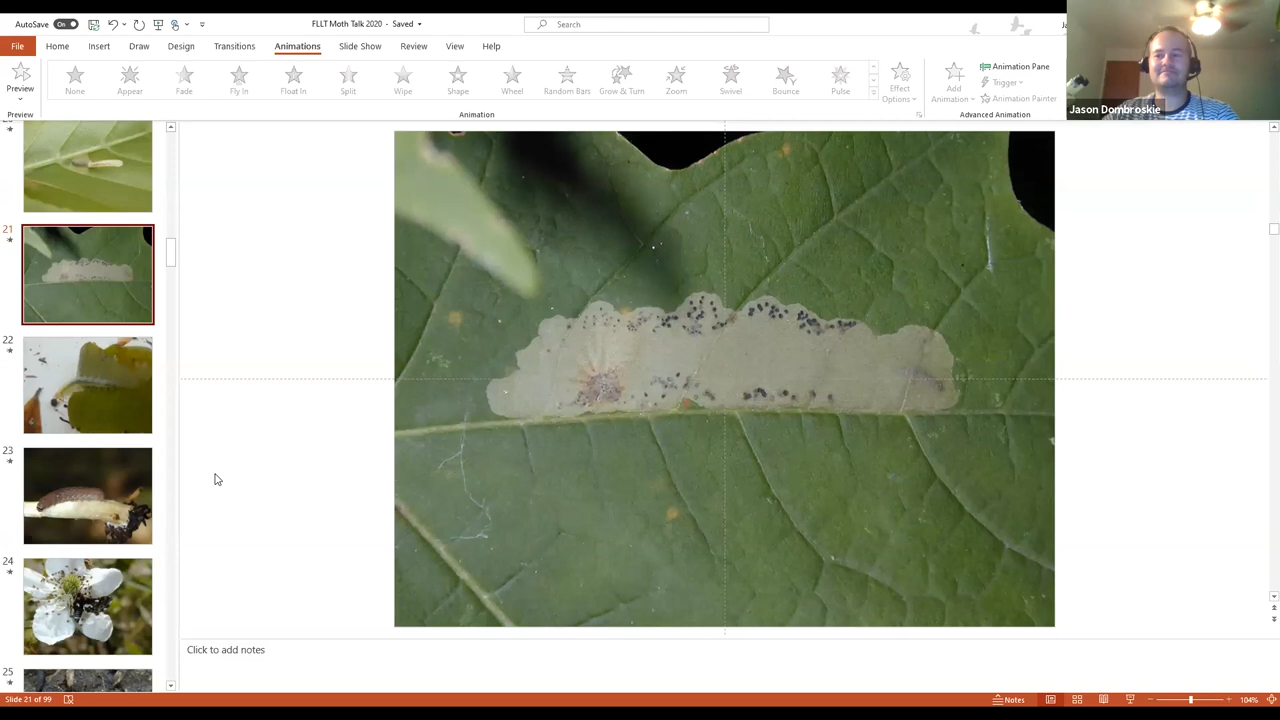 AutoSave On FLLT Moth Talk 2020 - Saved Search
File Home Insert Draw Design Transitions Animations Slide Show Review View Help
Preview None Appear Fade Fly In Float In Split Wipe Shape Wheel Random Bars Grow & Turn Zoom Swivel Bounce Pulse Effect Options Add Animation Animation Pane
Trigger
Animation Painter
Preview Animation Advanced Animation
Jason Dombroskie
21
22
23
24
25
Click to add notes
Slide 21 of 99 Notes 104%